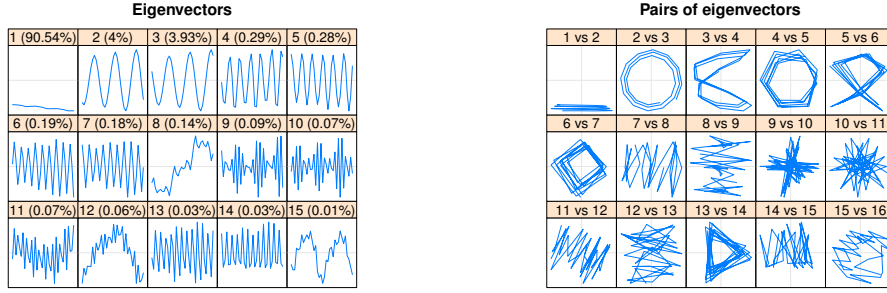 Eigenvectors
1 (90.54%) 2 (4%) 3 (3.93%) 4 (0.29%) 5 (0.28%)
6 (0.19%) 7 (0.18%) 8 (0.14%) 9 (0.09%) 10 (0.07%)
11 (0.07%) 12 (0.06%) 13 (0.03%) 14 (0.03%) 15 (0.01%)
Pairs of eigenvectors
1 vs 2 2 vs 3 3 vs 4 4 vs 5 5 vs 6
6 vs 7 7 vs 8 8 vs 9 9 vs 10 10 vs 11
11 vs 12 12 vs 13 13 vs 14 14 vs 15 15 vs 16